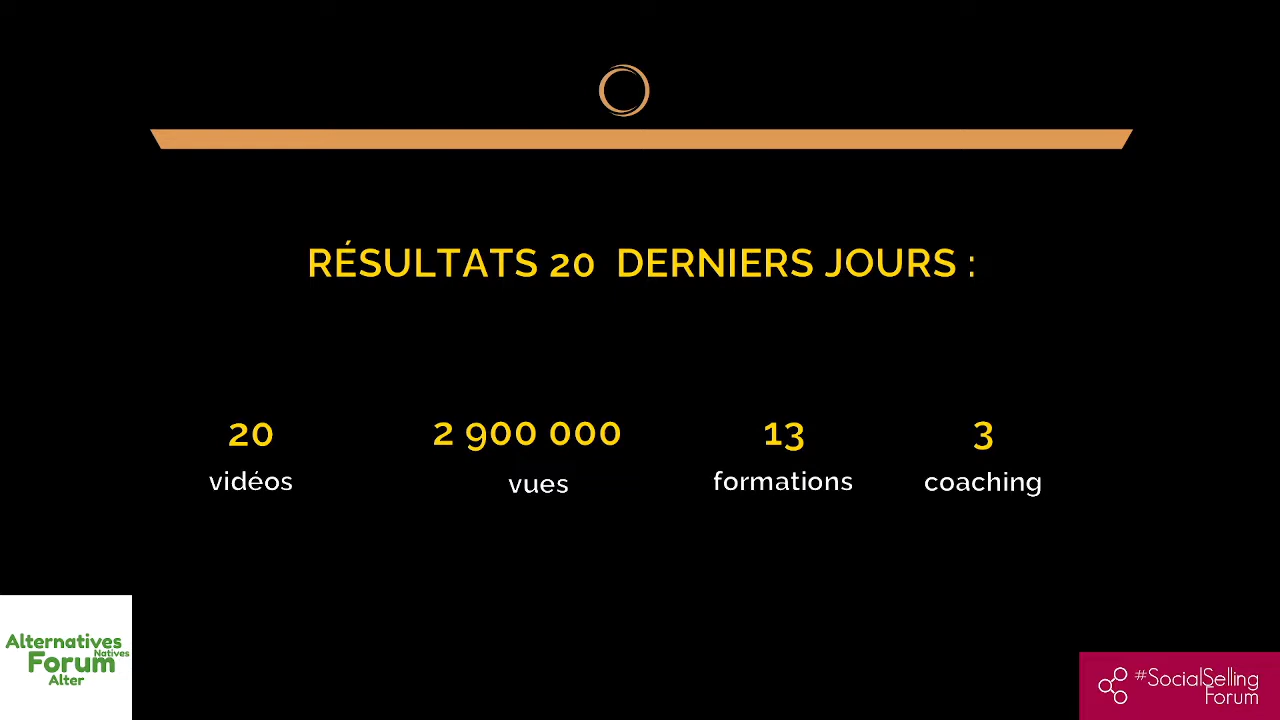 RÉSULTATS 20 DERNIERS JOURS :
20
vidéos
2 900 000
vues
13
formations
3
coaching
Alternatives
Natives
Forum
Alter
#SocialSelling
Forum